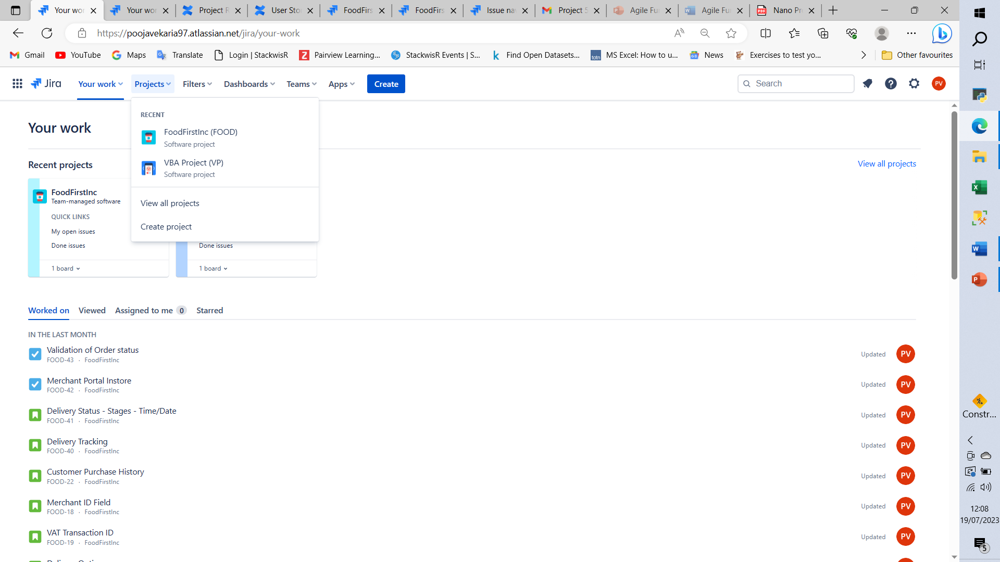 Your wor
Your wor
Project R
User Sto
FoodFirs
FoodFirs
Issue na
Project 5
Agile Fu
Agile Fu
Nano Pr
https://poojavekaria97.atlassian.net/jira/your-work
Gmail
YouTube
Maps
Translate
Login | StackwisR
Pairview Learning...
StackwisR Events | S...
Find Open Datasets...
MS Excel: How to u...
News
Exercises to test yo...
Other favourites
Jira
Your work
Projects
Filters
Dashboards
Teams
Apps
Create
Search
PV
RECENT
FoodFirstInc (FOOD)
Software project
VBA Project (VP)
Software project
View all projects
Create project
Your work
Recent projects
View all projects
FoodFirstInc
Team-managed software
QUICK LINKS
My open issues
Done issues
1 board
Done issues
1 board
Worked on
Viewed
Assigned to me 0
Starred
IN THE LAST MONTH
Validation of Order status
FOOD-43 · FoodFirstInc
Updated PV
Merchant Portal Instore
FOOD-42 · FoodFirstInc
Updated PV
Delivery Status - Stages - Time/Date
FOOD-41 · FoodFirstInc
Updated PV
Delivery Tracking
FOOD-40 · FoodFirstInc
Updated PV
Customer Purchase History
FOOD-22 · FoodFirstInc
Updated PV
Merchant ID Field
FOOD-18 · FoodFirstInc
Updated PV
VAT Transaction ID
FOOD-19 · FoodFirstInc
Updated PV
Constr...
12:08
19/07/2023
5